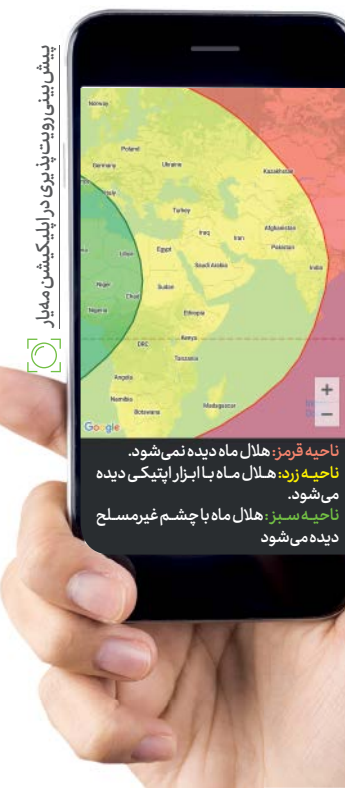 پیش بینی رویت پذیری در اپلیکیشن مه‌یار
Norway
Poland
Germany
Ukraine
Kazakhstan
Italy
Turkey
Afghanistan
Iraq
Iran
Pakistan
Libya
Egypt
Saudi Arabia
India
Niger
Chad
Sudan
Nigeria
Ethiopia
DRC
Kenya
Tanzania
Angola
Namibia
Botswana
Madagascar
Google
+
−
ناحیه قرمز: هلال ماه دیده نمی‌شود.
ناحیه زرد: هلال ماه با ابزار اپتیکی دیده
می‌شود.
ناحیه سبز: هلال ماه با چشم غیرمسلح
دیده می‌شود